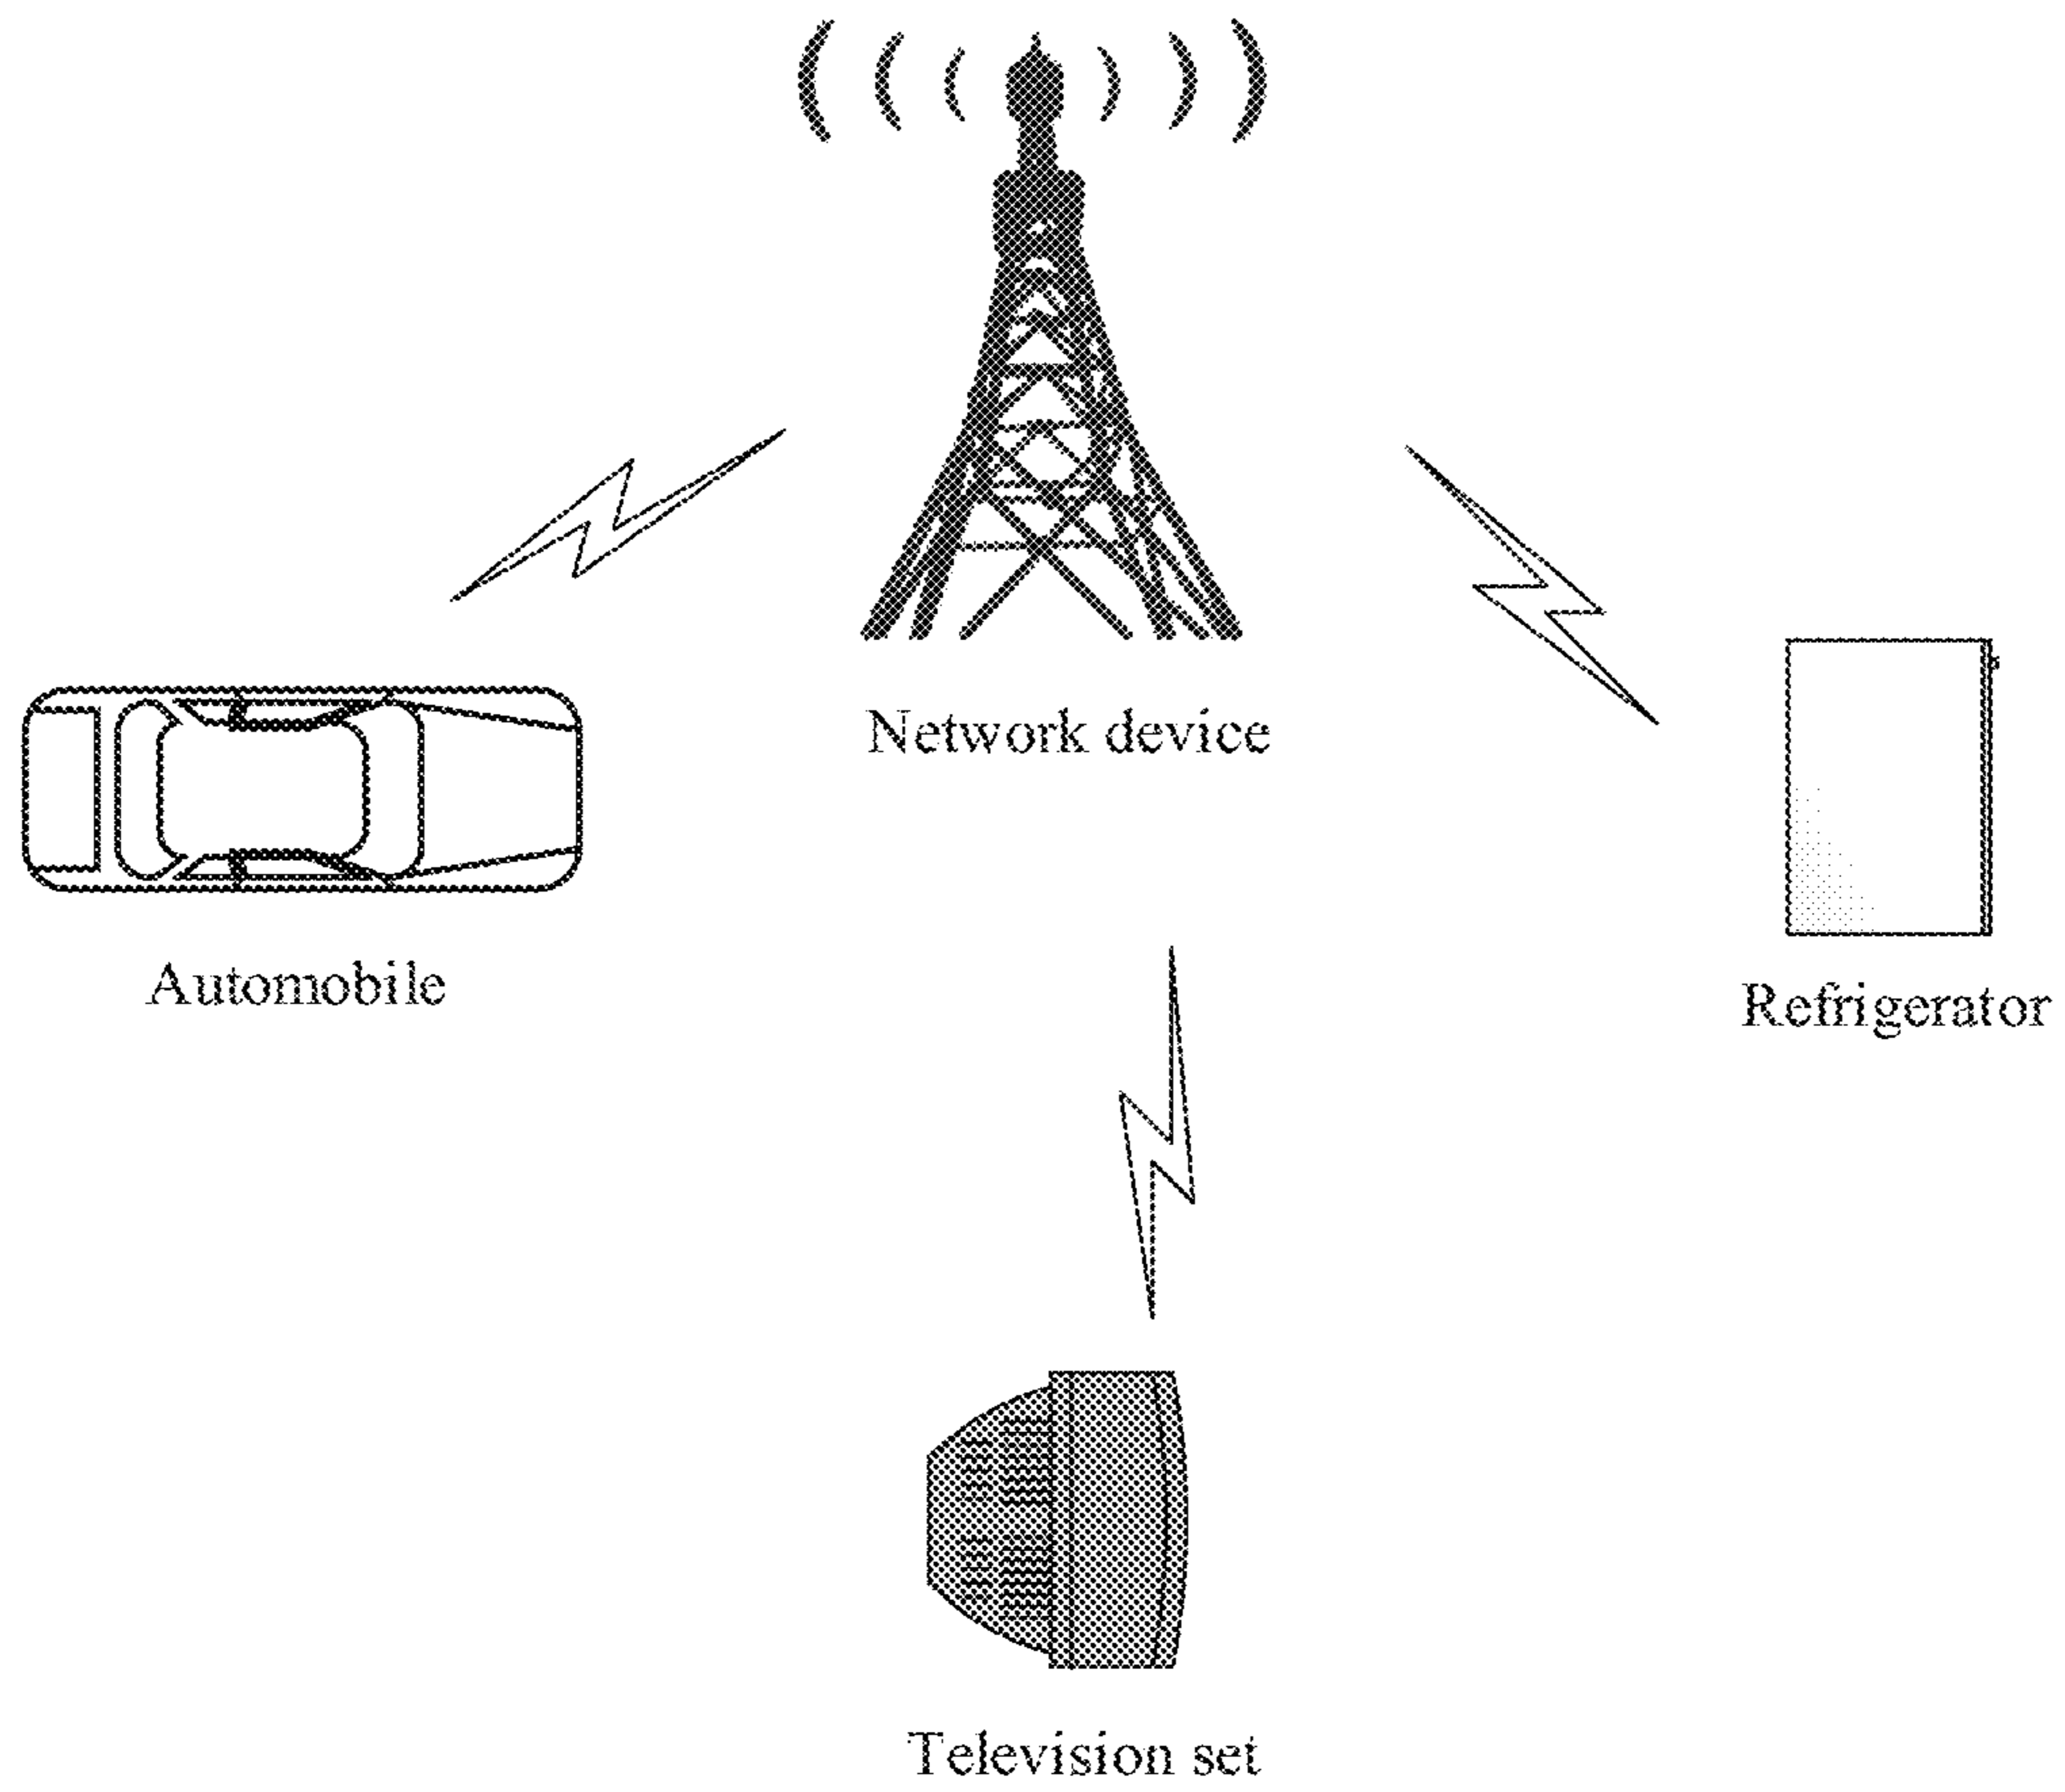 Network device
Automobile
Refrigerator
Television set